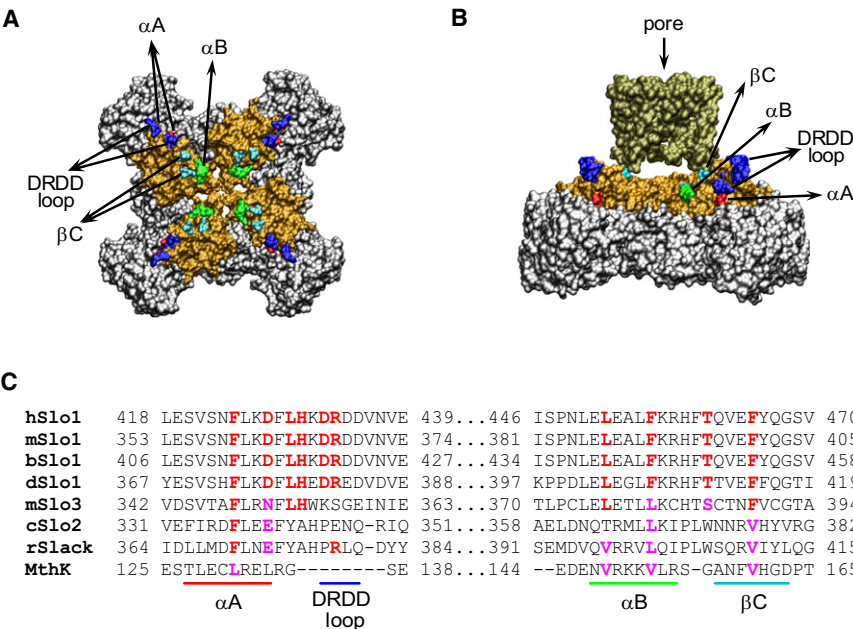 A
αA
αB
DRDD
loop
βC
B
pore
βC
αB
DRDD
loop
αA
C
hSlo1 418 LESVSNFLKDFLHKDRDDVNVE 439...446 ISPNLELEALFKRHFTQVEFYQGSV 470
mSlo1 353 LESVSNFLKDFLHKDRDDVNVE 374...381 ISPNLELEALFKRHFTQVEFYQGSV 405
bSlo1 406 LESVSNFLKDFLHKDRDDVNVE 427...434 ISPNLELEALFKRHFTQVEFYQGSV 458
dSlo1 367 YESVSHFLKDFLHEDREDVDVE 388...397 KPPDLELEGLFKRHFTTVEFFQGTI 419
mSlo3 342 VDSVTAFLRNFLHWKSGEINIE 363...370 TLPCLELETLLKCHTSCTNFVCGTA 394
cSlo2 331 VEFIRDFLEEFYAHPENQ-RIQ 351...358 AELDNQTRMLLKIPLWNNRVHYVRG 382
rSlack 364 IDLLMDFLNEFYAHPRLQ-DYY 384...391 SEMDVQVRRVLQIPLWSQRVIYLQG 415
MthK 125 ESTLECLRELRG--------SE 138...144 --EDENVRKKVLRS-GANFVHGDPT 165
αA DRDD αB βC
loop